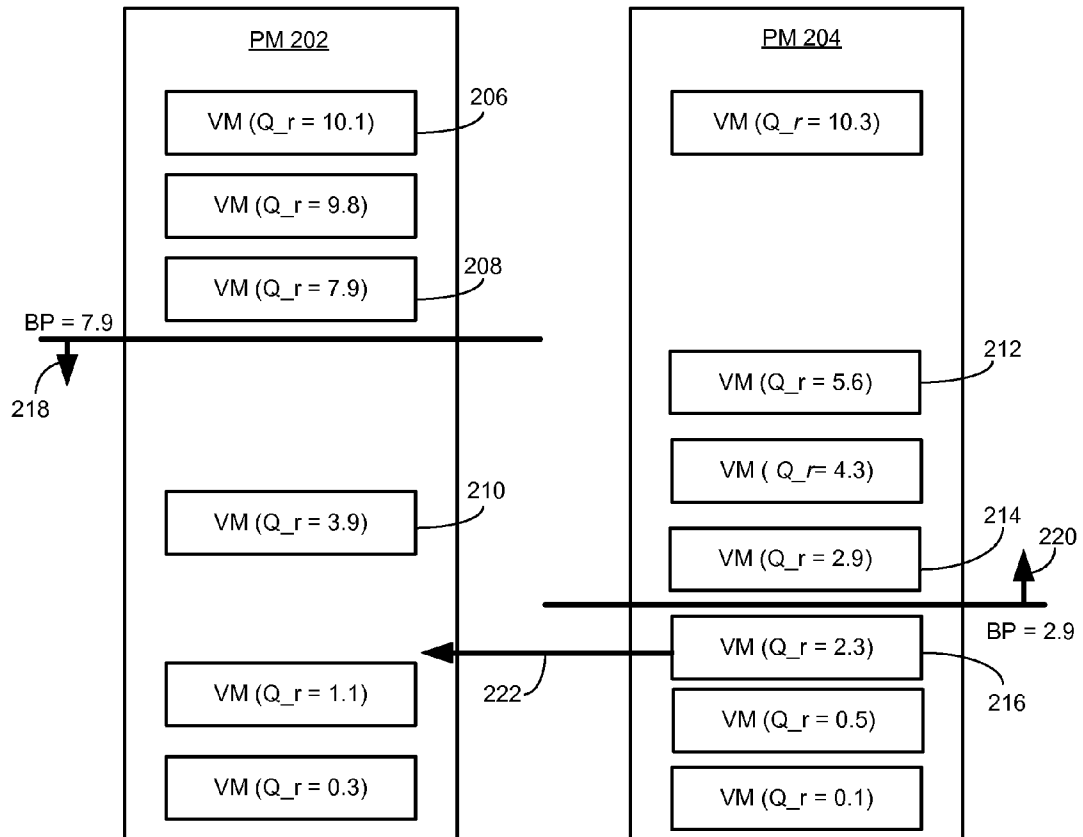 PM 202
VM (Q_r = 10.1)
206
VM (Q_r = 9.8)
VM (Q_r = 7.9)
208
BP = 7.9
218
VM (Q_r = 3.9)
210
VM (Q_r = 1.1)
VM (Q_r = 0.3)
222
PM 204
VM (Q_r = 10.3)
VM (Q_r = 5.6)
212
VM ( Q_r= 4.3)
VM (Q_r = 2.9)
214
220
BP = 2.9
VM (Q_r = 2.3)
216
VM (Q_r = 0.5)
VM (Q_r = 0.1)